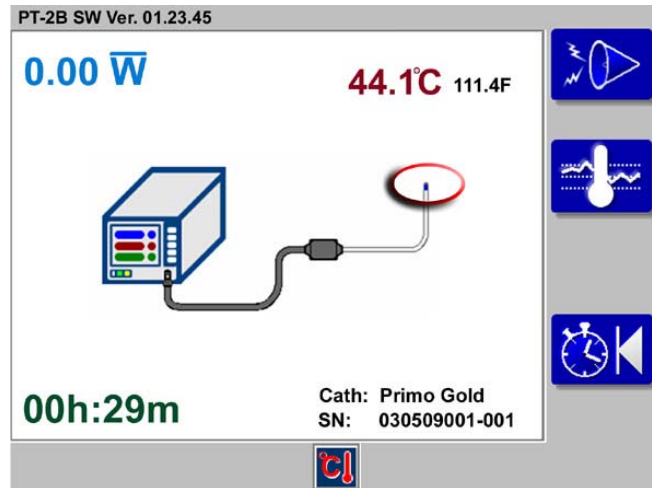 PT-2B SW Ver. 01.23.45
0.00 W̅
44.1°C 111.4F
00h:29m
Cath: Primo Gold
SN: 030509001-001
°C